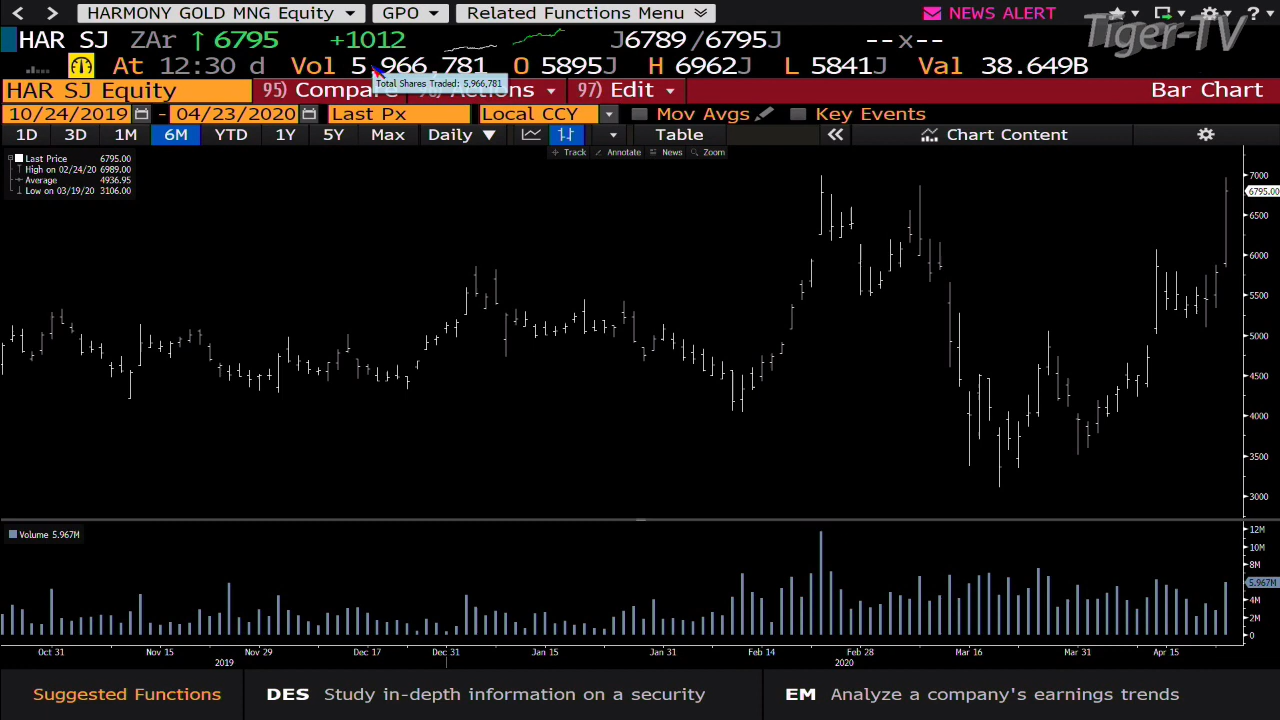 HARMONY GOLD MNG Equity GPO Related Functions Menu NEWS ALERT ?
Tiger-TV
HAR SJ ZAr ↑ 6795 +1012 J6789 / 6795J --x--
At 12:30 d Vol 5,966,781 O 5895J H 6962J L 5841J Val 38.649B
Total Shares Traded: 5,966,781
HAR SJ Equity 95) Compare Actions 97) Edit Bar Chart
10/24/2019 - 04/23/2020 Last Px Local CCY Mov Avgs Key Events
1D 3D 1M 6M YTD 1Y 5Y Max Daily ▼ Table « Chart Content
Track Annotate News Zoom
Last Price 6795.00
High on 02/24/20 6989.00
Average 4936.95
Low on 03/19/20 3106.00
7000
6795.00
6500
6000
5500
5000
4500
4000
3500
3000
Volume 5.967M
12M
10M
8M
5.967M
4M
2M
0
Oct 31 Nov 15 Nov 29 Dec 17 Dec 31 Jan 15 Jan 31 Feb 14 Feb 28 Mar 16 Mar 31 Apr 15
2019 2020
Suggested Functions DES Study in-depth information on a security EM Analyze a company's earnings trends